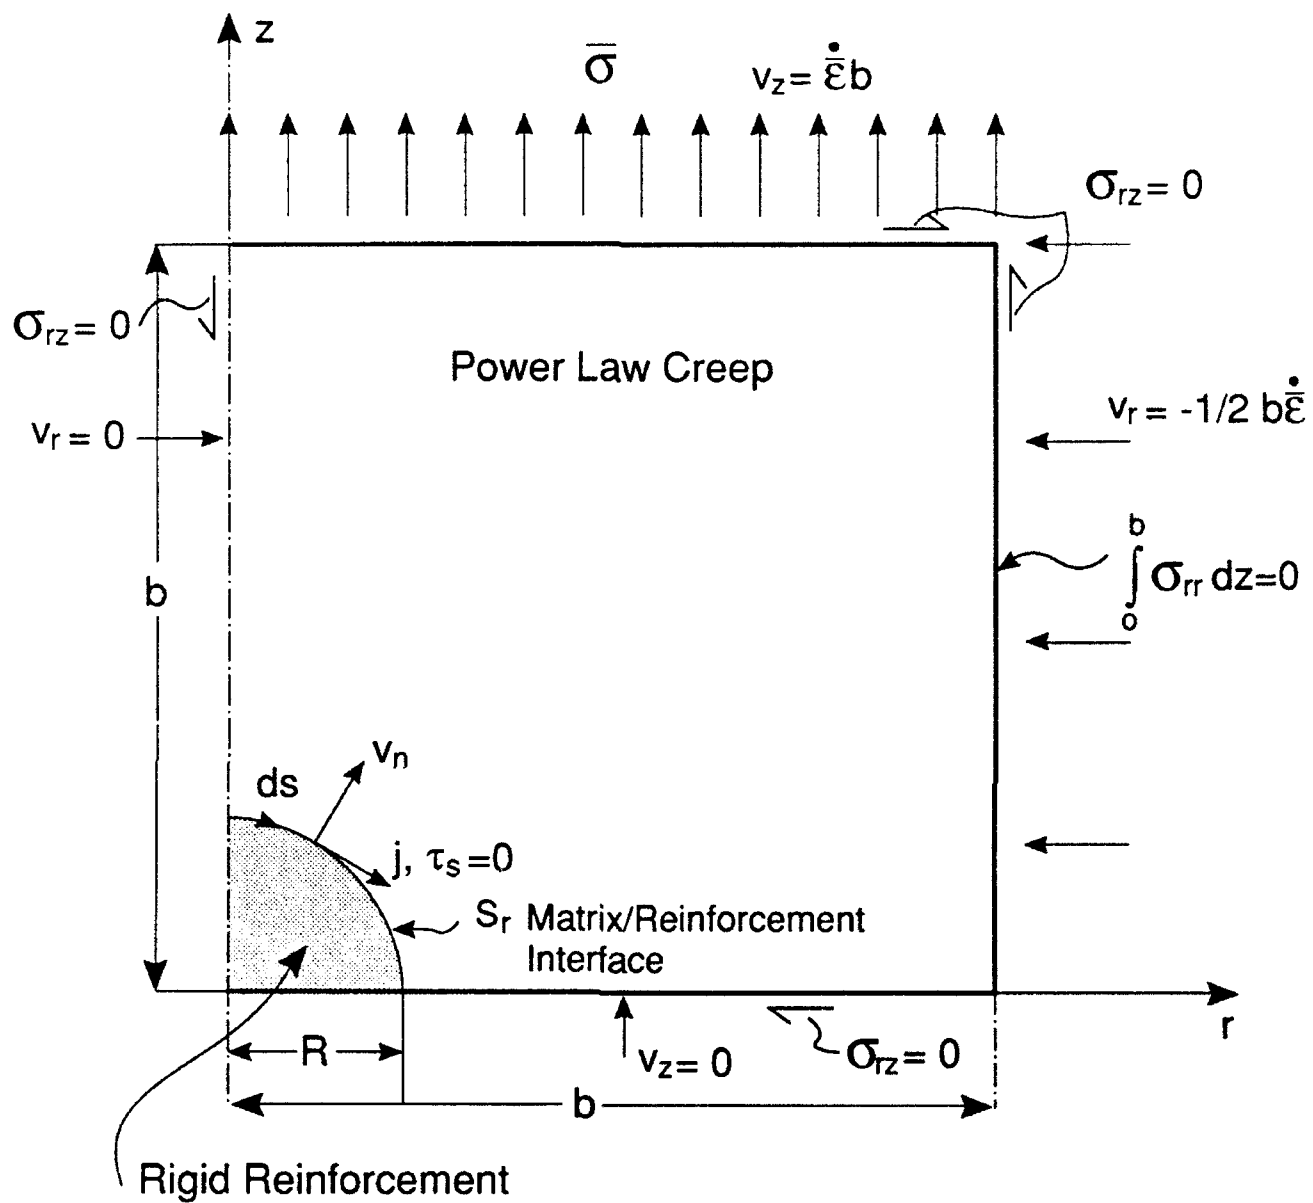 z
σ̄
v_z = ε̄̇ b
σ_rz = 0
σ_rz = 0
Power Law Creep
v_r = 0
v_r = -1/2 bε̄̇
b
∫_o^b σ_rr dz=0
v_n
ds
j, τ_s=0
S_r Matrix/Reinforcement
Interface
r
R
v_z = 0
σ_rz = 0
b
Rigid Reinforcement